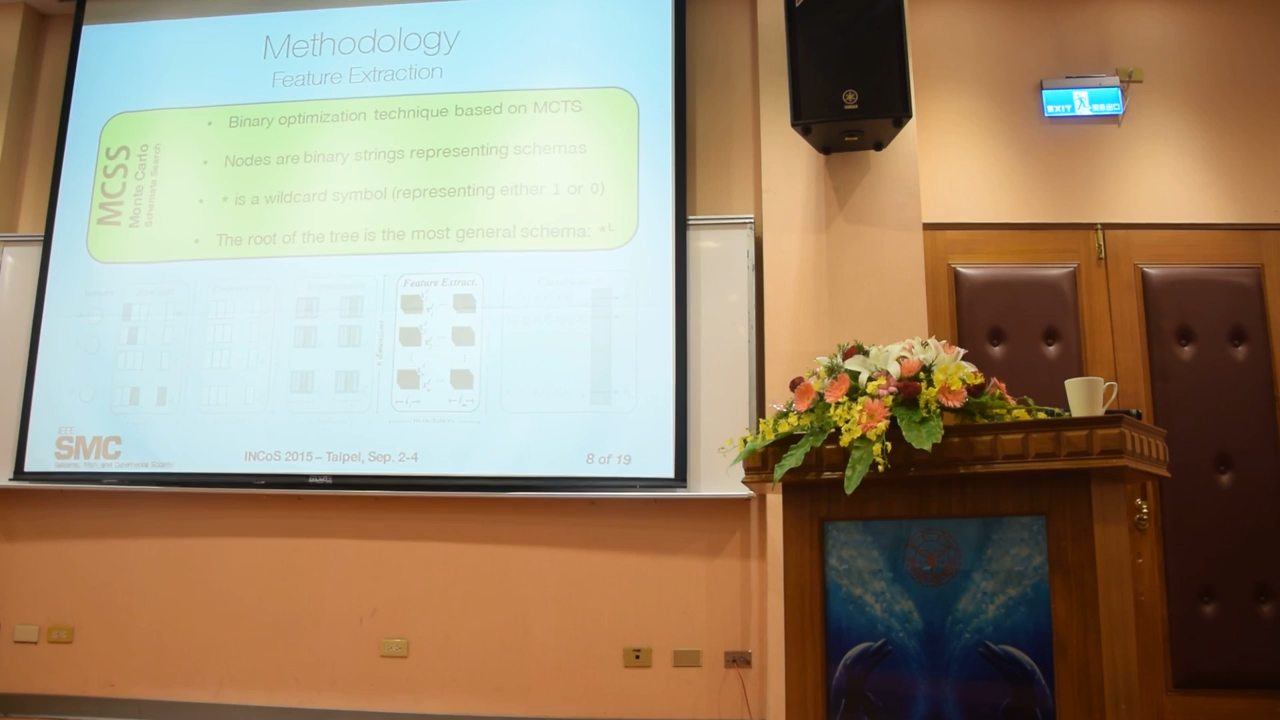 Methodology
Feature Extraction
MCSS
Monte Carlo
Schemata Search
• Binary optimization technique based on MCTS
• Nodes are binary strings representing schemas
• * is a wildcard symbol (representing either 1 or 0)
• The root of the tree is the most general schema: *L
Feature Extract.
IEEE
SMC
INCoS 2015 – Taipei, Sep. 2-4
8 of 19
YAMAHA
EXIT